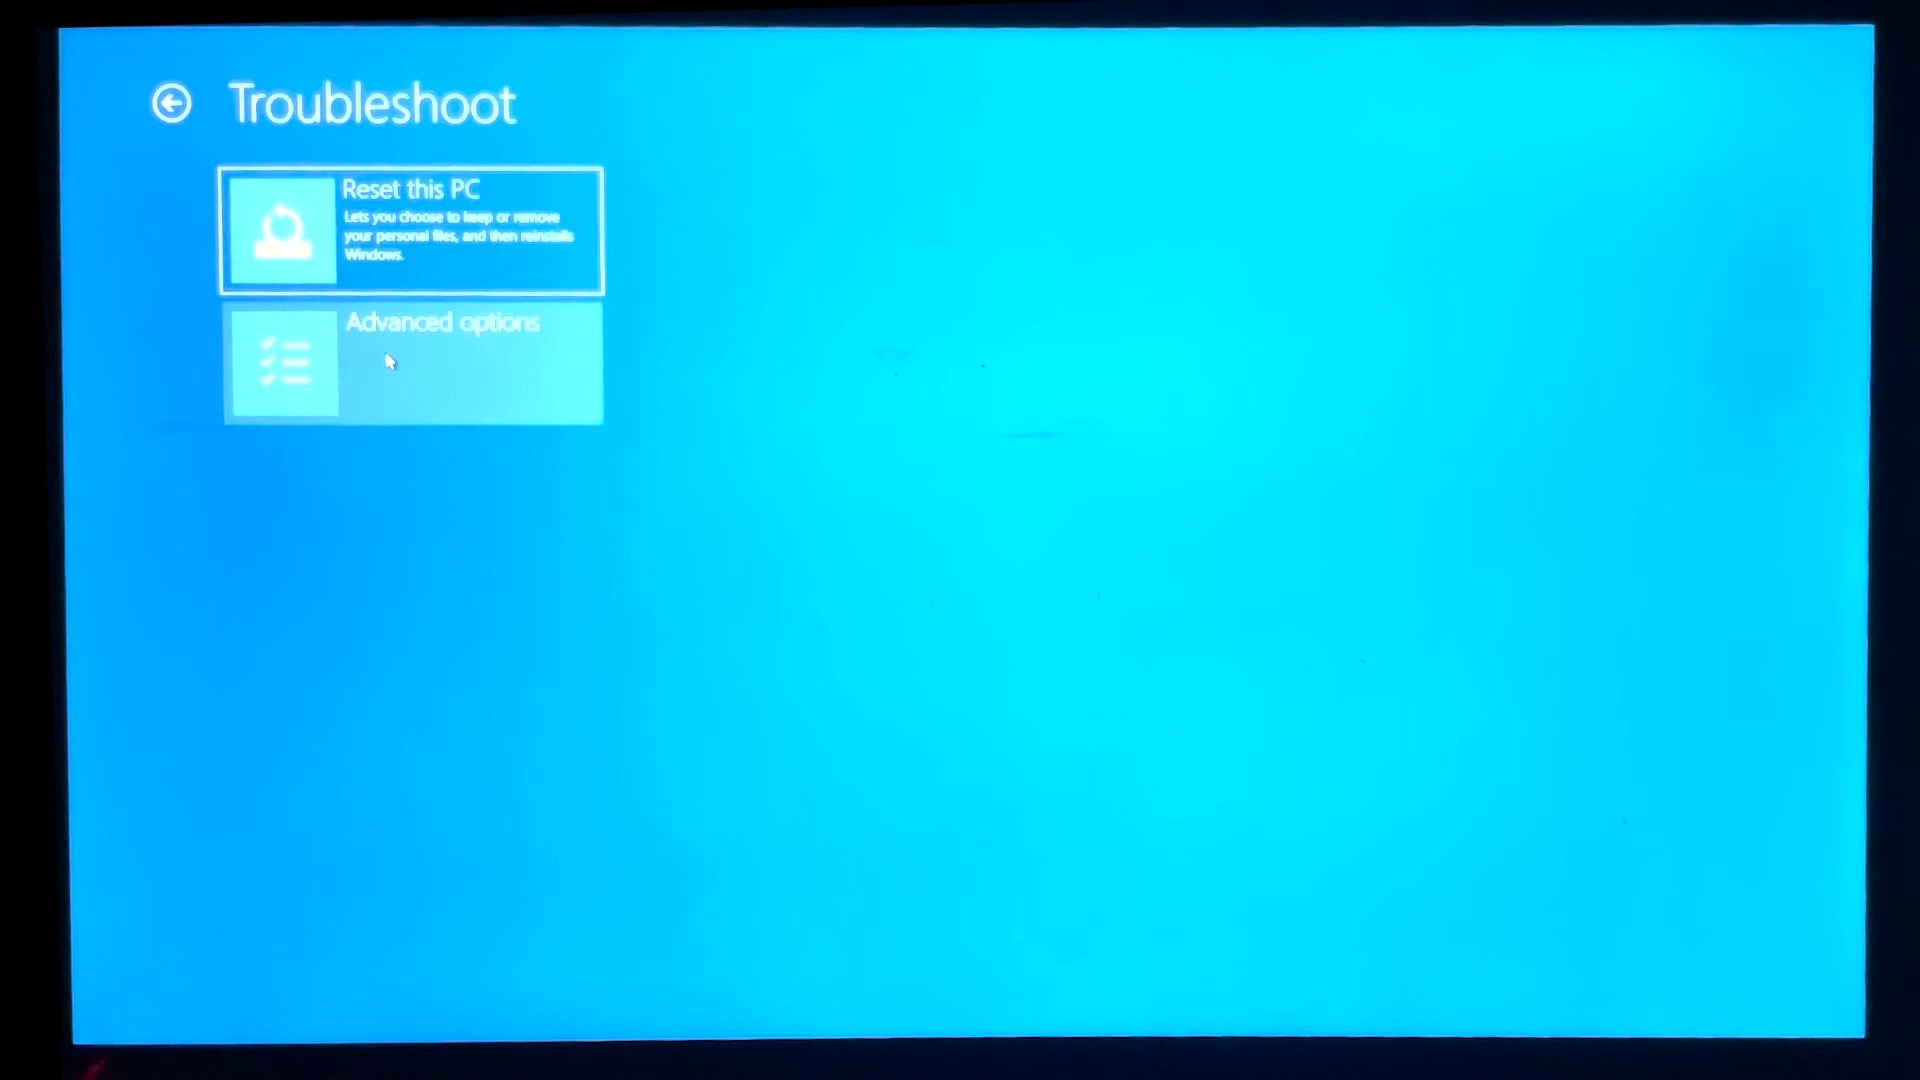 Troubleshoot
Reset this PC
Lets you choose to keep or remove
your personal files, and then reinstalls
Windows.
Advanced options